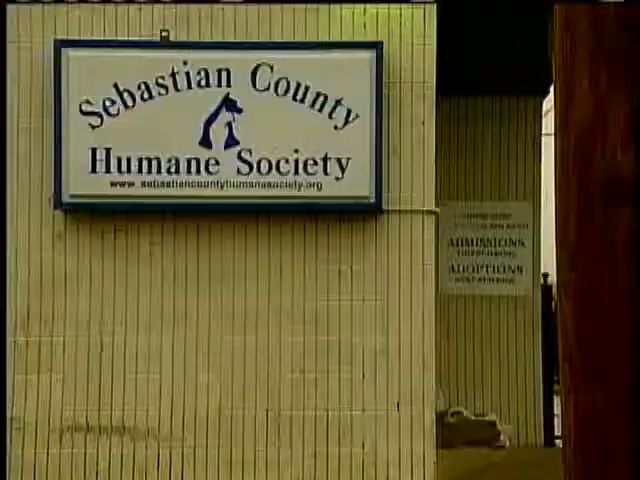 Sebastian County
Humane Society
www.sebastiancountyhumanesociety.org
ADMISSIONS
ADOPTIONS